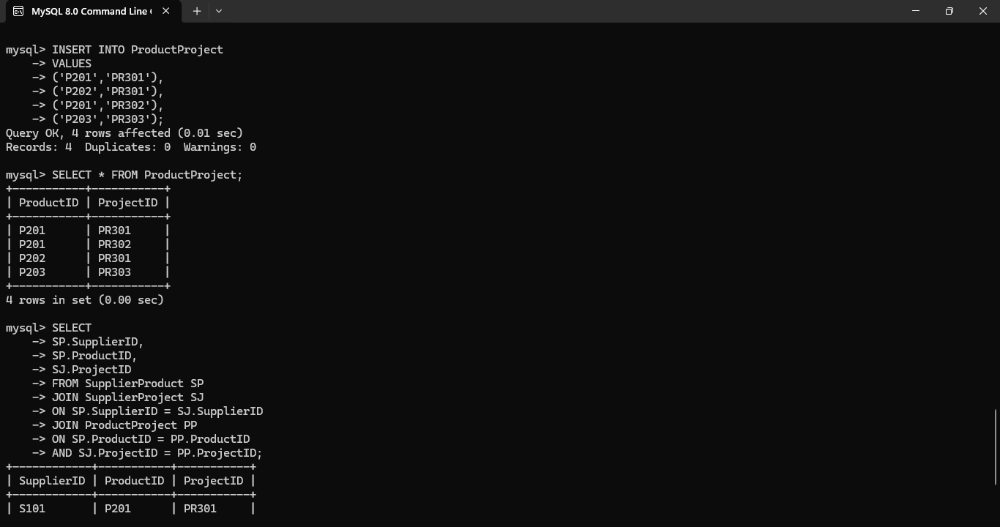 MySQL 8.0 Command Line
mysql> INSERT INTO ProductProject
    -> VALUES
    -> ('P201','PR301'),
    -> ('P202','PR301'),
    -> ('P201','PR302'),
    -> ('P203','PR303');
Query OK, 4 rows affected (0.01 sec)
Records: 4  Duplicates: 0  Warnings: 0
mysql> SELECT * FROM ProductProject;
+-----------+-----------+
| ProductID | ProjectID |
+-----------+-----------+
| P201      | PR301     |
| P201      | PR302     |
| P202      | PR301     |
| P203      | PR303     |
+-----------+-----------+
4 rows in set (0.00 sec)
mysql> SELECT
    -> SP.SupplierID,
    -> SP.ProductID,
    -> SJ.ProjectID
    -> FROM SupplierProduct SP
    -> JOIN SupplierProject SJ
    -> ON SP.SupplierID = SJ.SupplierID
    -> JOIN ProductProject PP
    -> ON SP.ProductID = PP.ProductID
    -> AND SJ.ProjectID = PP.ProjectID;
+------------+-----------+-----------+
| SupplierID | ProductID | ProjectID |
+------------+-----------+-----------+
| S101       | P201      | PR301     |